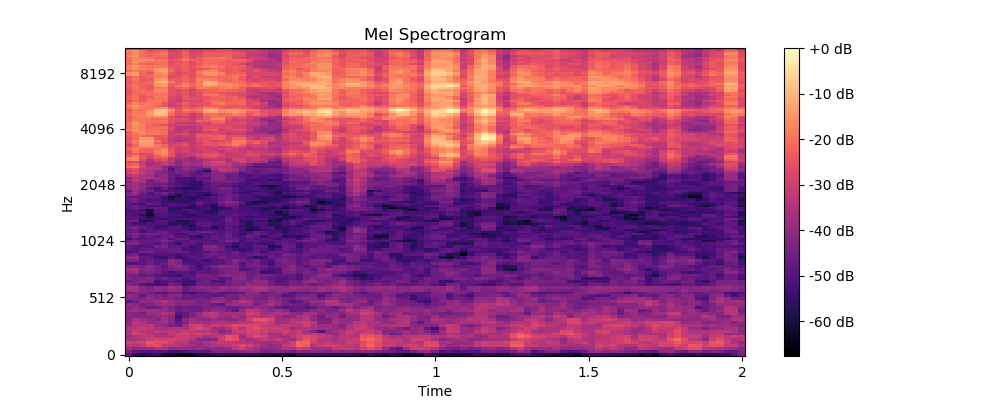 Mel Spectrogram
Hz
8192
4096
2048
1024
512
0
0
0.5
1
1.5
2
Time
+0 dB
-10 dB
-20 dB
-30 dB
-40 dB
-50 dB
-60 dB